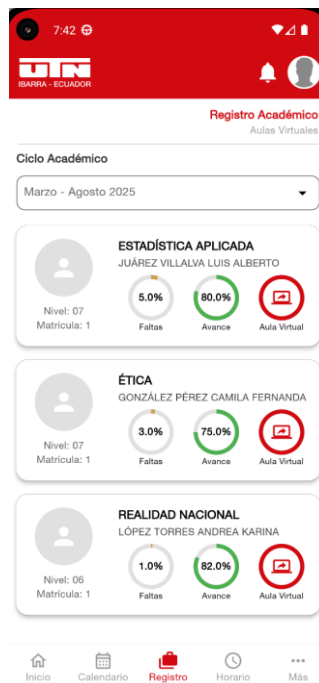 7:42
UTN
IBARRA - ECUADOR
Registro Académico
Aulas Virtuales
Ciclo Académico
Marzo - Agosto 2025
ESTADÍSTICA APLICADA
JUÁREZ VILLALVA LUIS ALBERTO
5.0%
80.0%
Nivel: 07
Matrícula: 1
Faltas
Avance
Aula Virtual
ÉTICA
GONZÁLEZ PÉREZ CAMILA FERNANDA
3.0%
75.0%
Nivel: 07
Matrícula: 1
Faltas
Avance
Aula Virtual
REALIDAD NACIONAL
LÓPEZ TORRES ANDREA KARINA
1.0%
82.0%
Nivel: 06
Matrícula: 1
Faltas
Avance
Aula Virtual
Inicio
Calendario
Registro
Horario
Más